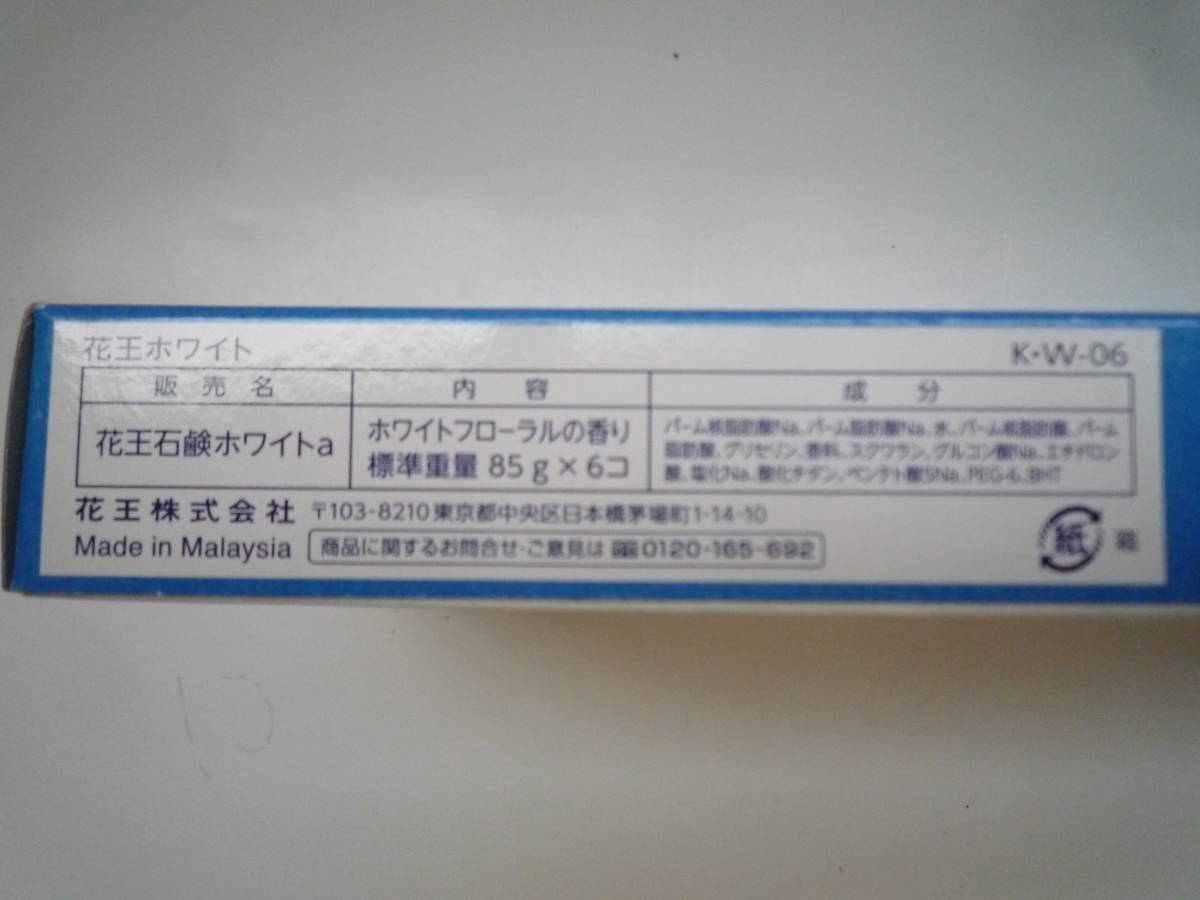 花王ホワイト
K・W-06
販売名 内容 成分
花王石鹸ホワイトa
ホワイトフローラルの香り
標準重量 85g×6コ
パーム核脂肪酸Na、パーム脂肪酸Na、水、パーム核脂肪酸、パーム
脂肪酸、グリセリン、香料、スクワラン、グルコン酸Na、エチドロン
酸、塩化Na、酸化チタン、ペンテト酸5Na、PEG-6、BHT
花王株式会社 〒103-8210東京都中央区日本橋茅場町1-14-10
Made in Malaysia 商品に関するお問合せ・ご意見は 0120-165-692
紙 箱